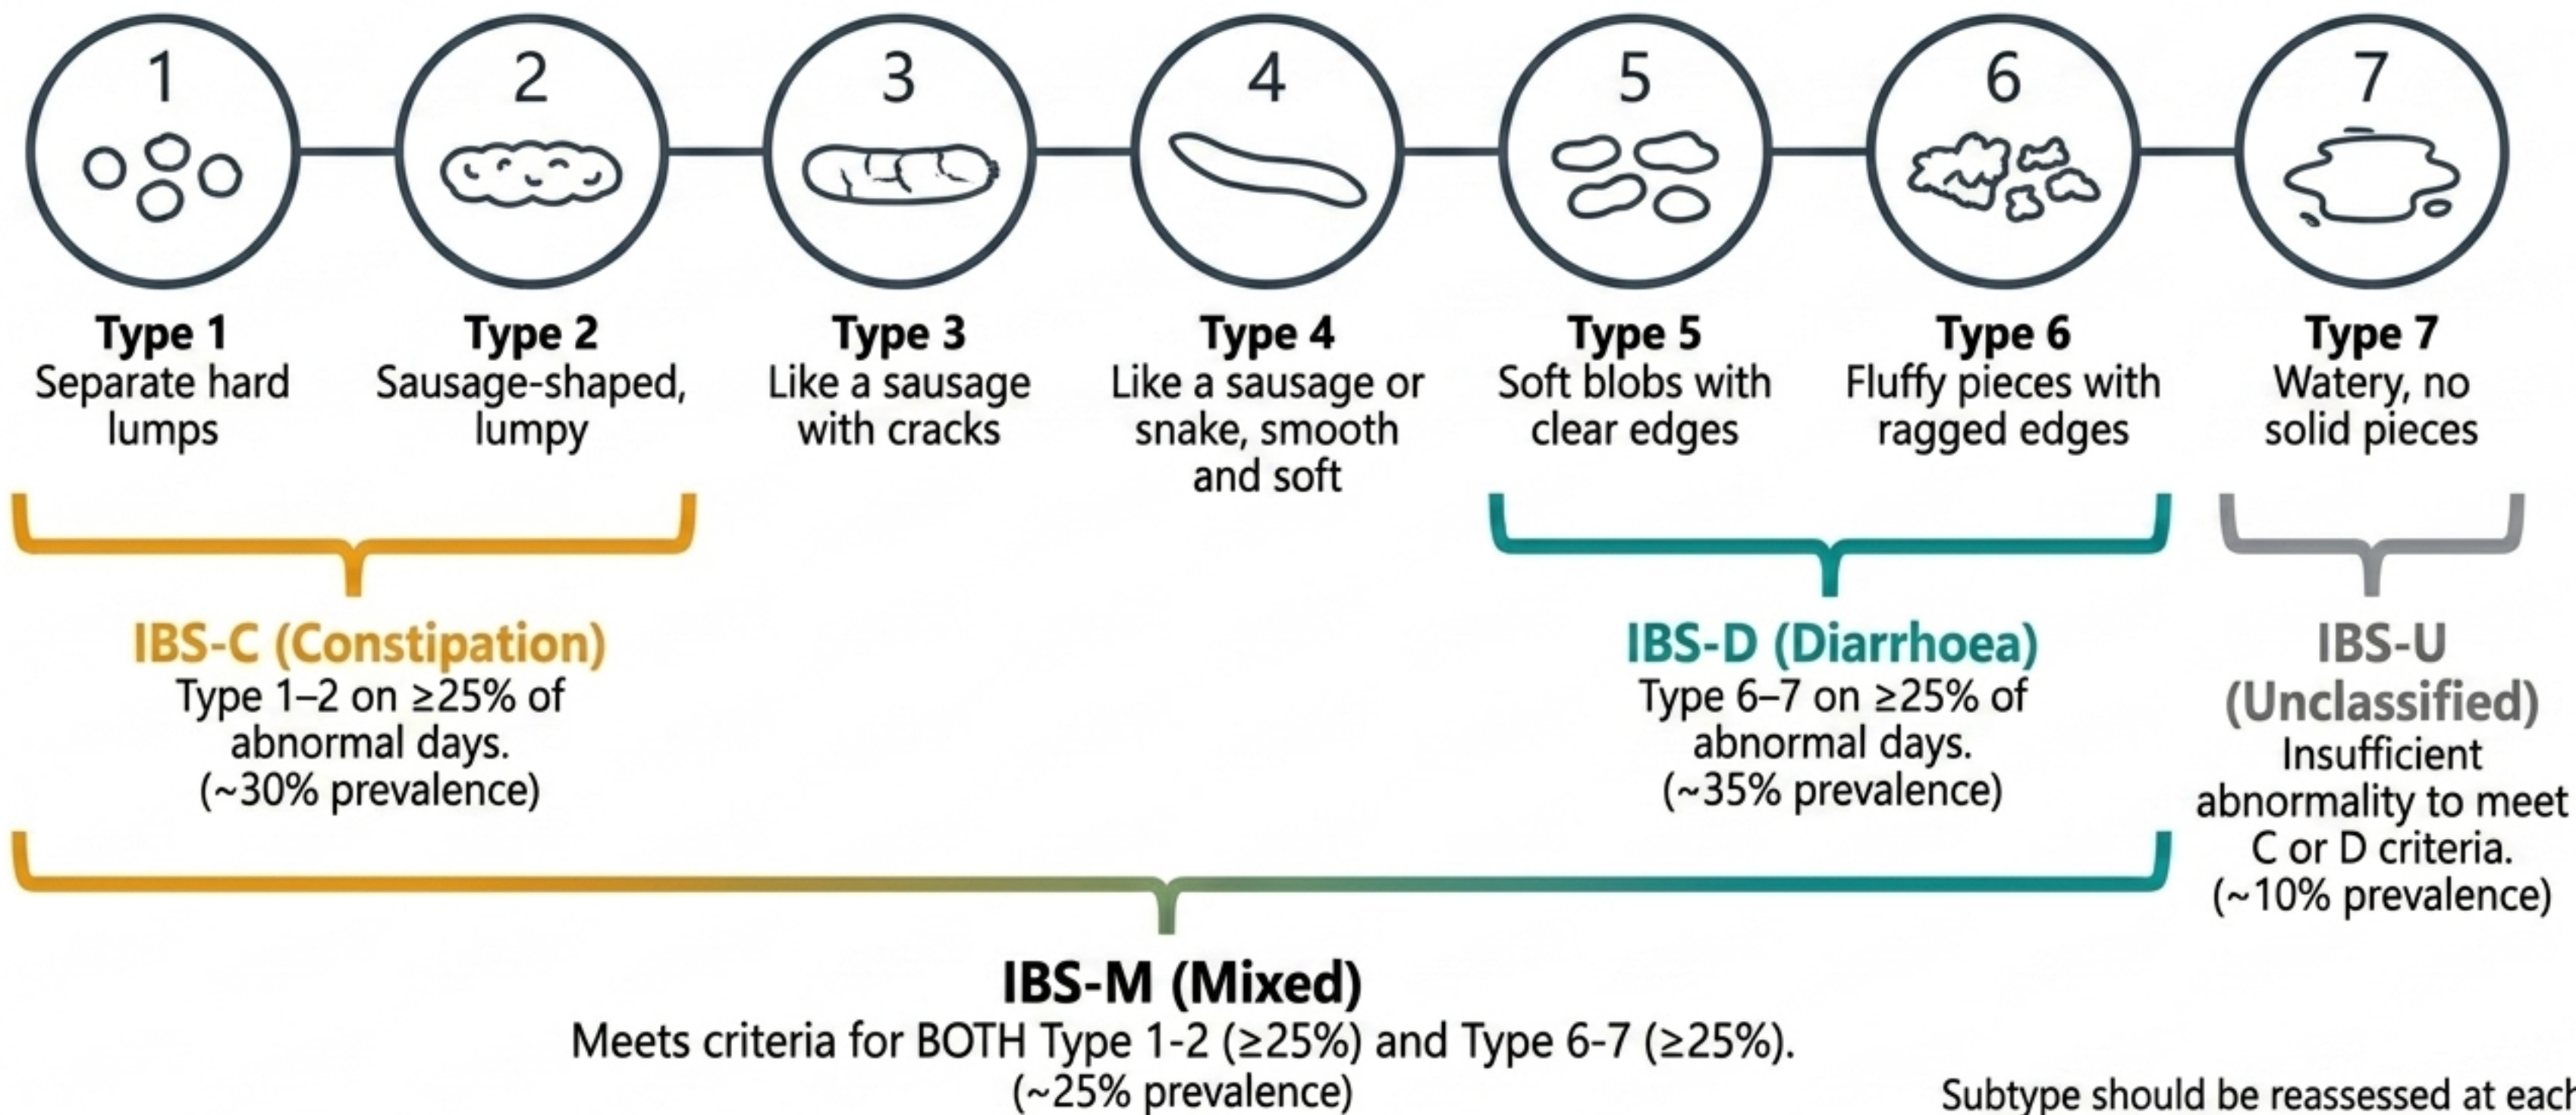 1
2
3
4
5
6
7
Type 1
Separate hard
lumps
Type 2
Sausage-shaped,
lumpy
Type 3
Like a sausage
with cracks
Type 4
Like a sausage or
snake, smooth
and soft
Type 5
Soft blobs with
clear edges
Type 6
Fluffy pieces with
ragged edges
Type 7
Watery, no
solid pieces
IBS-C (Constipation)
Type 1–2 on ≥25% of
abnormal days.
(~30% prevalence)
IBS-D (Diarrhoea)
Type 6–7 on ≥25% of
abnormal days.
(~35% prevalence)
IBS-U
(Unclassified)
Insufficient
abnormality to meet
C or D criteria.
(~10% prevalence)
IBS-M (Mixed)
Meets criteria for BOTH Type 1-2 (≥25%) and Type 6-7 (≥25%).
(~25% prevalence)
Subtype should be reassessed at each